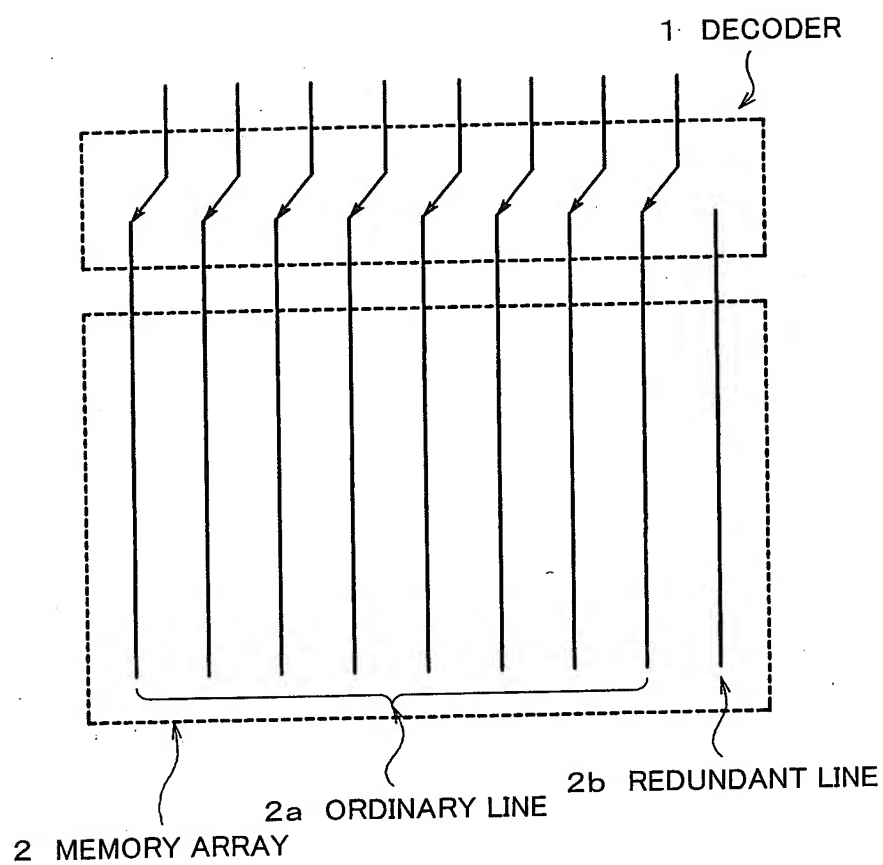 1 DECODER
2b REDUNDANT LINE
2a ORDINARY LINE
2 MEMORY ARRAY